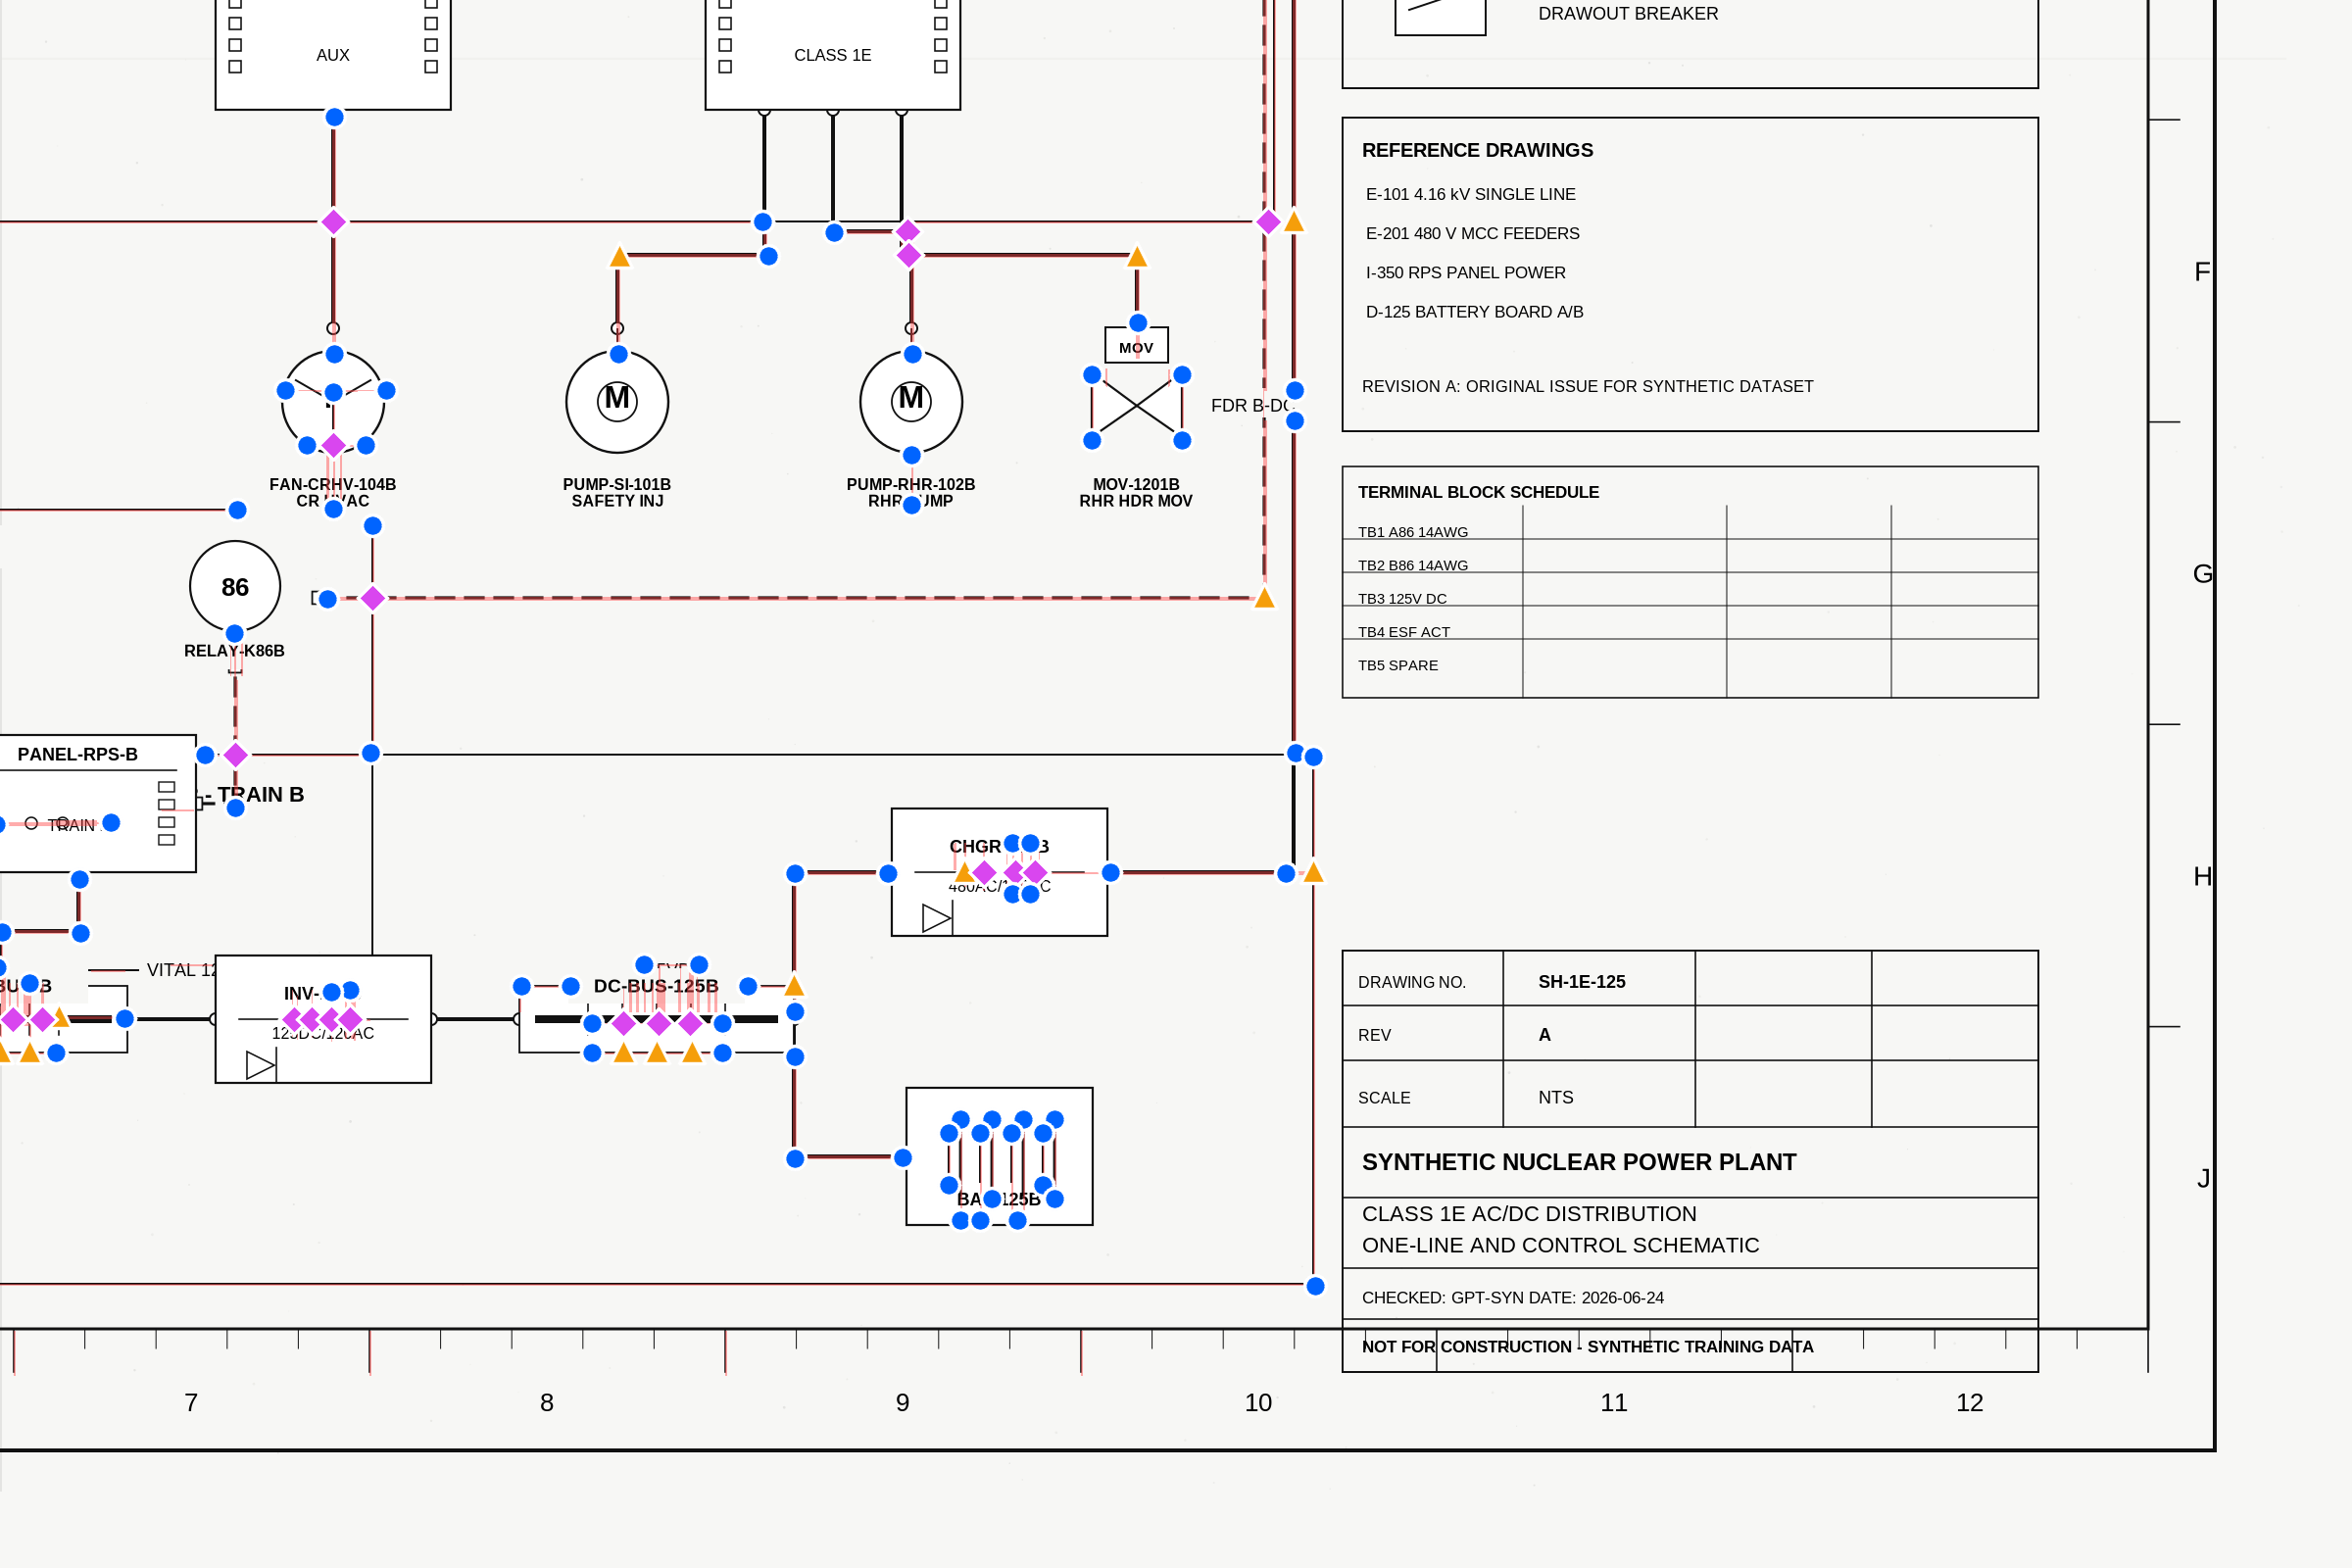 AUX
CLASS 1E
DRAWOUT BREAKER
REFERENCE DRAWINGS
E-101 4.16 kV SINGLE LINE
E-201 480 V MCC FEEDERS
I-350 RPS PANEL POWER
D-125 BATTERY BOARD A/B
REVISION A: ORIGINAL ISSUE FOR SYNTHETIC DATASET
F
MOV
M
M
FDR
FAN-CRHV-104B
CR
PUMP-SI-101B
SAFETY INJ
PUMP-RHR-102B
RHR
MOV-1201B
RHR HDR MOV
TERMINAL BLOCK SCHEDULE
TB1 A86 14AWG
TB2 B86 14AWG
TB3 125V DC
TB4 ESF ACT
TB5 SPARE
G
86
RELAY-K86B
PANEL-RPS-B
- TRAIN B
TRAIN
CHGR
H
VITAL
INV-
125DC/120AC
DC-BUS-125B
DRAWING NO. SH-1E-125
REV A
SCALE NTS
SYNTHETIC NUCLEAR POWER PLANT
J
CLASS 1E AC/DC DISTRIBUTION
ONE-LINE AND CONTROL SCHEMATIC
CHECKED: GPT-SYN DATE: 2026-06-24
NOT FOR CONSTRUCTION - SYNTHETIC TRAINING DATA
7 8 9 10 11 12